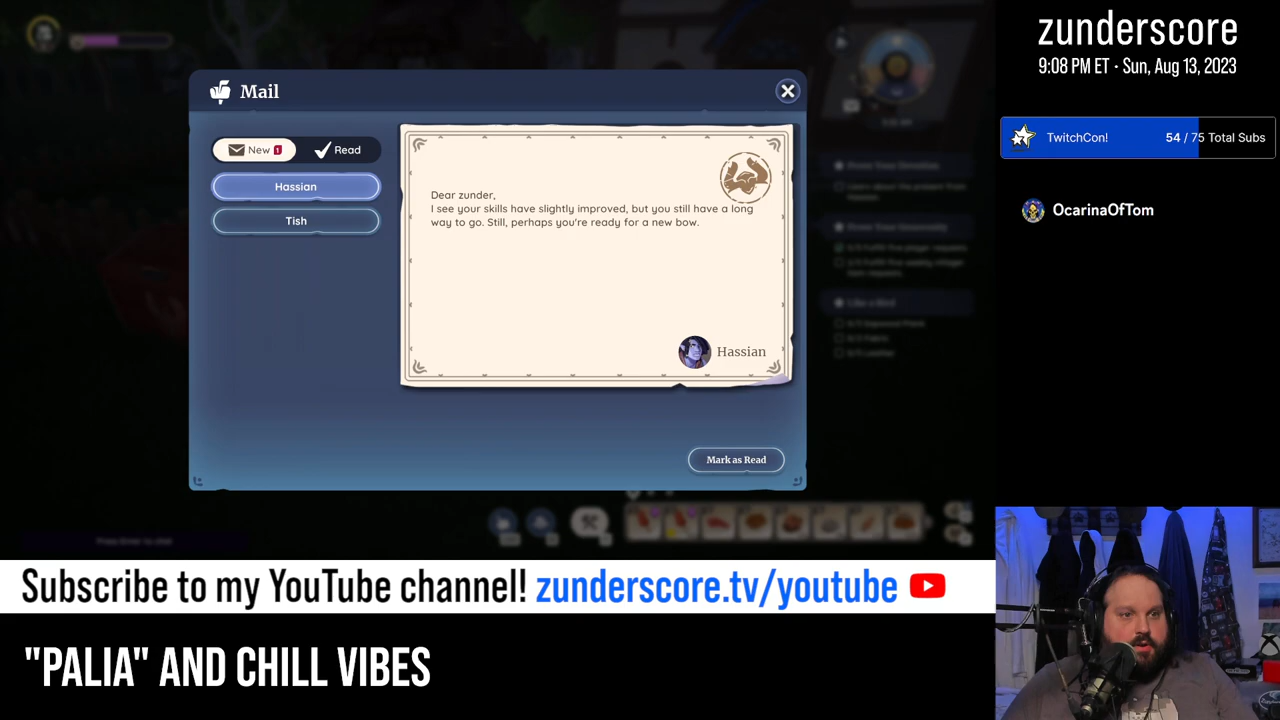 Mail
New 1
Read
Hassian
Tish
Dear zunder,
I see your skills have slightly improved, but you still have a long
way to go. Still, perhaps you're ready for a new bow.
Hassian
Mark as Read
zunderscore
9:08 PM ET · Sun, Aug 13, 2023
TwitchCon! 54 / 75 Total Subs
OcarinaOfTom
Subscribe to my YouTube channel! zunderscore.tv/youtube
"PALIA" AND CHILL VIBES